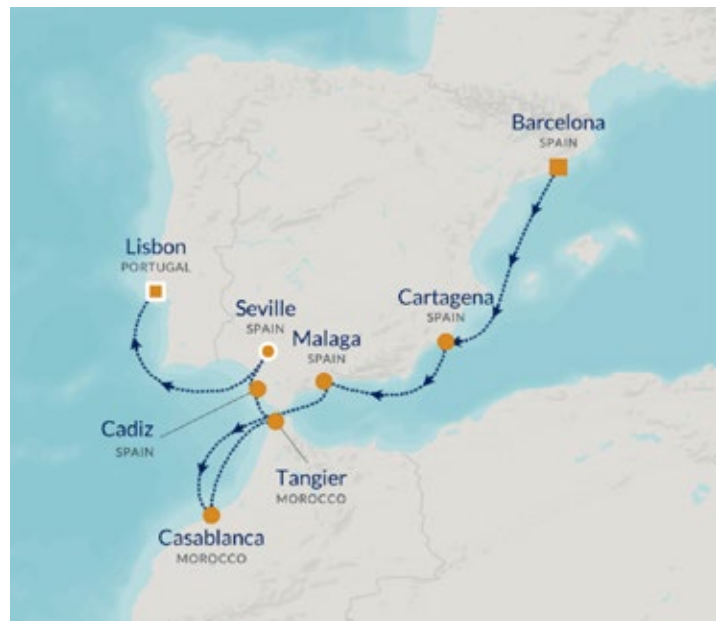 Barcelona
SPAIN
Lisbon
PORTUGAL
Cartagena
SPAIN
Seville
SPAIN
Malaga
SPAIN
Cadiz
SPAIN
Tangier
MOROCCO
Casablanca
MOROCCO